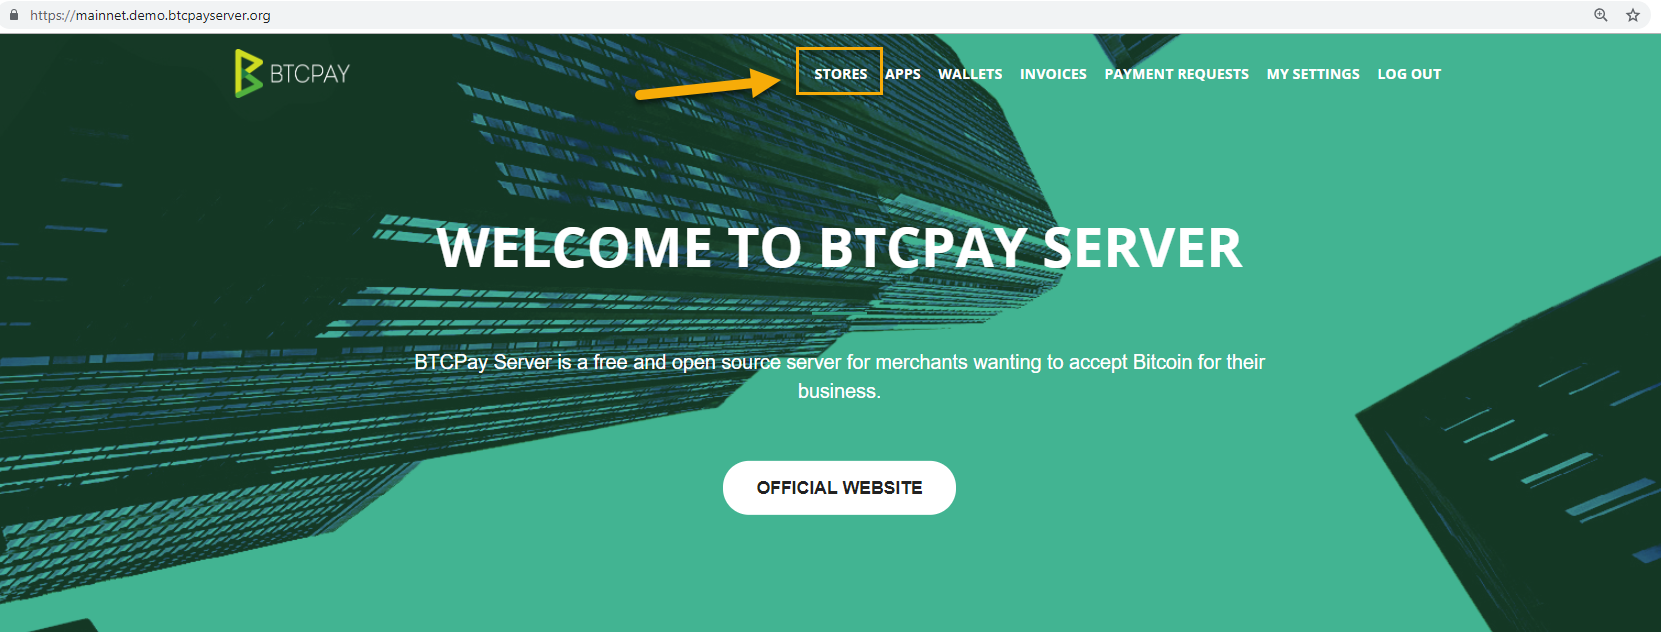 https://mainnet.demo.btcpayserver.org
BTCPAY
STORES APPS WALLETS INVOICES PAYMENT REQUESTS MY SETTINGS LOG OUT
WELCOME TO BTCPAY SERVER
BTCPay Server is a free and open source server for merchants wanting to accept Bitcoin for their
business.
OFFICIAL WEBSITE